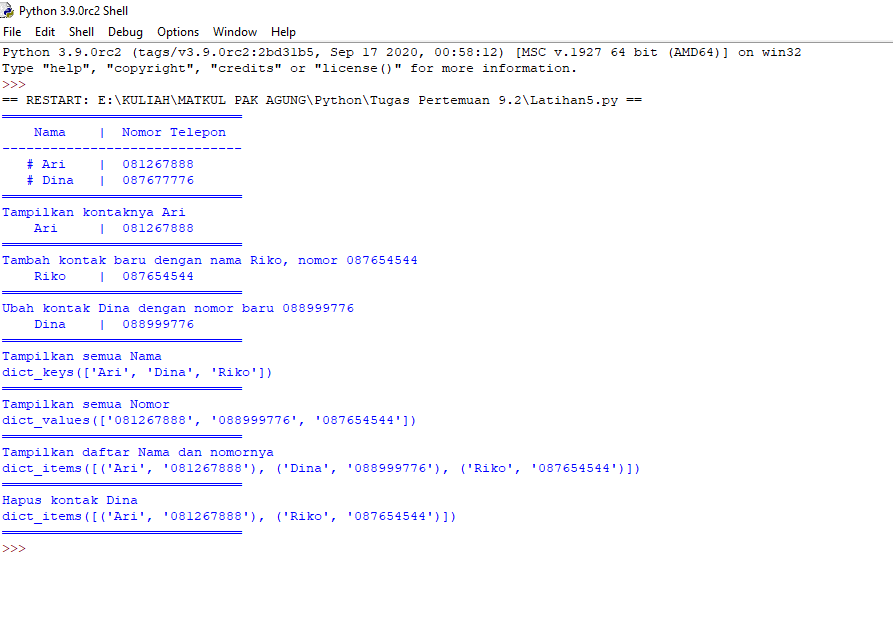 Python 3.9.0rc2 Shell
File Edit Shell Debug Options Window Help
Python 3.9.0rc2 (tags/v3.9.0rc2:2bd31b5, Sep 17 2020, 00:58:12) [MSC v.1927 64 bit (AMD64)] on win32
Type "help", "copyright", "credits" or "license()" for more information.
>>>
== RESTART: E:\KULIAH\MATKUL PAK AGUNG\Python\Tugas Pertemuan 9.2\Latihan5.py ==
==============================
    Nama    |  Nomor Telepon
------------------------------
   # Ari    |  081267888
   # Dina   |  087677776
==============================
Tampilkan kontaknya Ari
    Ari     |  081267888
==============================
Tambah kontak baru dengan nama Riko, nomor 087654544
    Riko    |  087654544
==============================
Ubah kontak Dina dengan nomor baru 088999776
    Dina    |  088999776
==============================
Tampilkan semua Nama
dict_keys(['Ari', 'Dina', 'Riko'])
==============================
Tampilkan semua Nomor
dict_values(['081267888', '088999776', '087654544'])
==============================
Tampilkan daftar Nama dan nomornya
dict_items([('Ari', '081267888'), ('Dina', '088999776'), ('Riko', '087654544')])
==============================
Hapus kontak Dina
dict_items([('Ari', '081267888'), ('Riko', '087654544')])
==============================
>>>